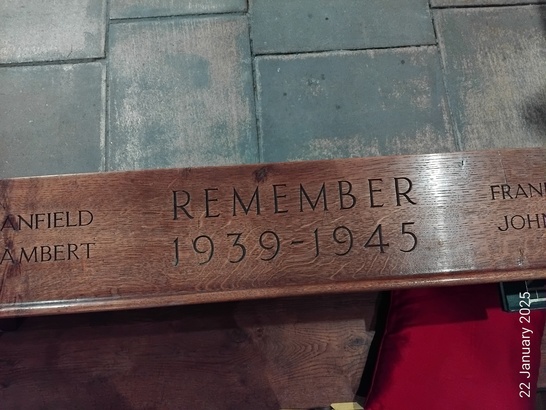 ANFIELD
AMBERT
REMEMBER
1939-1945
FRAN
JOHN
22 January 2025